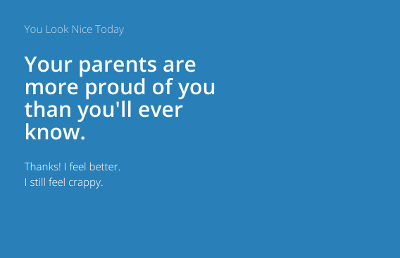 You Look Nice Today
Your parents are
more proud of you
than you'll ever
know.
Thanks! I feel better.
I still feel crappy.